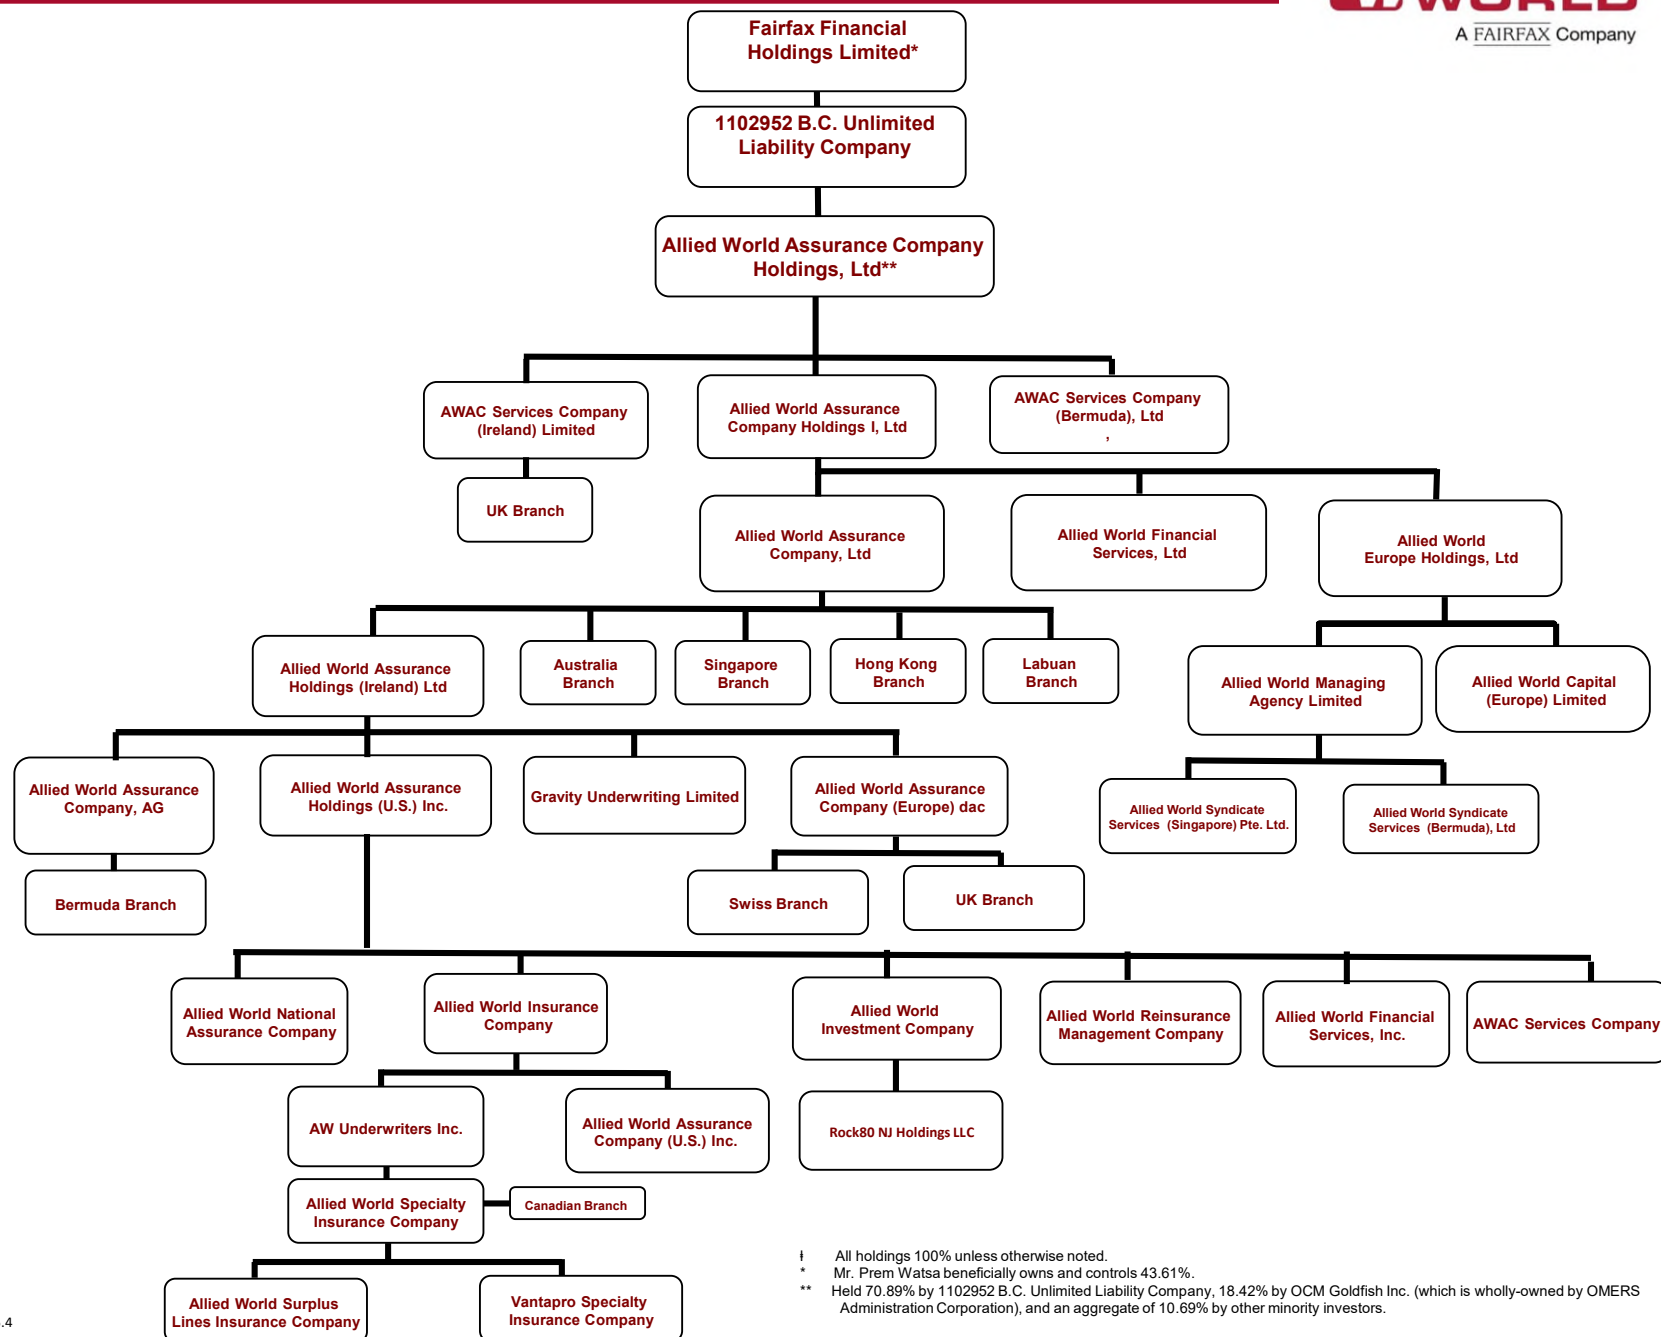 WORLD
A FAIRFAX Company
Fairfax Financial
Holdings Limited*
1102952 B.C. Unlimited
Liability Company
Allied World Assurance Company
Holdings, Ltd**
AWAC Services Company
(Ireland) Limited
Allied World Assurance
Company Holdings I, Ltd
AWAC Services Company
(Bermuda), Ltd
,
UK Branch
Allied World Assurance
Company, Ltd
Allied World Financial
Services, Ltd
Allied World
Europe Holdings, Ltd
Allied World Assurance
Holdings (Ireland) Ltd
Australia
Branch
Singapore
Branch
Hong Kong
Branch
Labuan
Branch
Allied World Managing
Agency Limited
Allied World Capital
(Europe) Limited
Allied World Assurance
Company, AG
Allied World Assurance
Holdings (U.S.) Inc.
Gravity Underwriting Limited
Allied World Assurance
Company (Europe) dac
Allied World Syndicate
Services (Singapore) Pte. Ltd.
Allied World Syndicate
Services (Bermuda), Ltd
Bermuda Branch
Swiss Branch
UK Branch
Allied World National
Assurance Company
Allied World Insurance
Company
Allied World
Investment Company
Allied World Reinsurance
Management Company
Allied World Financial
Services, Inc.
AWAC Services Company
AW Underwriters Inc.
Allied World Assurance
Company (U.S.) Inc.
Rock80 NJ Holdings LLC
Allied World Specialty
Insurance Company
Canadian Branch
Allied World Surplus
Lines Insurance Company
Vantapro Specialty
Insurance Company
ƚ All holdings 100% unless otherwise noted.
* Mr. Prem Watsa beneficially owns and controls 43.61%.
** Held 70.89% by 1102952 B.C. Unlimited Liability Company, 18.42% by OCM Goldfish Inc. (which is wholly-owned by OMERS
Administration Corporation), and an aggregate of 10.69% by other minority investors.
.4